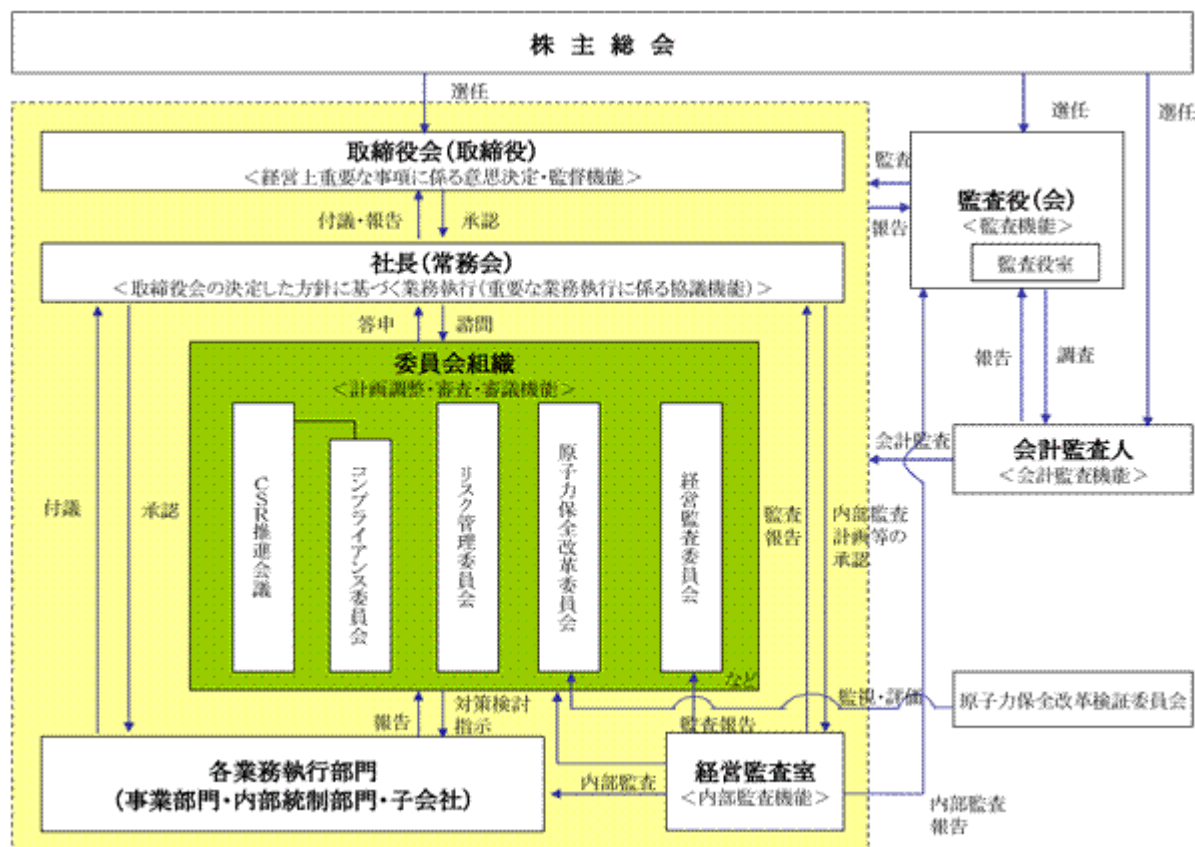 株主総会
選任
選任
選任
取締役会(取締役)
<経営上重要な事項に係る意思決定・監督機能>
監査
報告
監査役(会)
<監査機能>
監査役室
付議・報告
承認
社長(常務会)
<取締役会の決定した方針に基づく業務執行(重要な業務執行に係る協議機能)>
答申
諮問
報告
調査
委員会組織
<計画調整・審査・審議機能>
CSR推進会議
コンプライアンス委員会
リスク管理委員会
原子力保全改革委員会
経営監査委員会
など
会計監査
会計監査人
<会計監査機能>
付議
承認
監査
報告
内部監査
計画等の
承認
報告
対策検討
指示
監査報告
監視・評価
原子力保全改革検証委員会
各業務執行部門
(事業部門・内部統制部門・子会社)
内部監査
経営監査室
<内部監査機能>
内部監査
報告